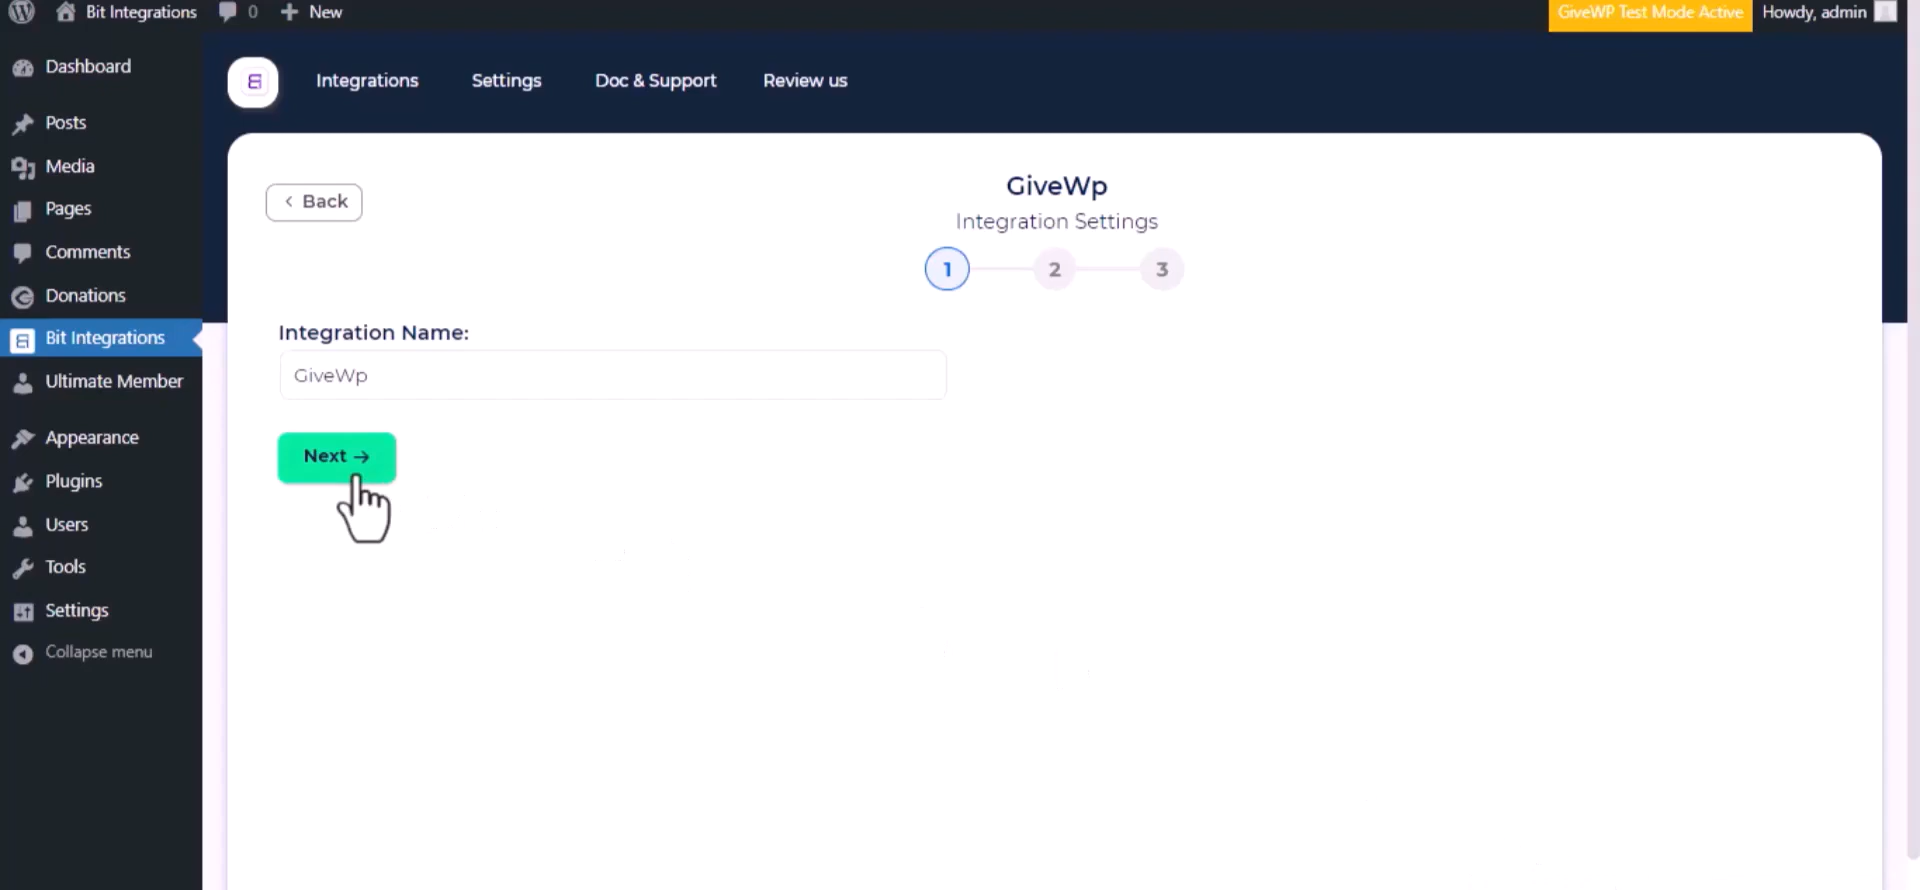 Bit Integrations
0
New
GiveWP Test Mode Active
Howdy, admin
Dashboard
Posts
Media
Pages
Comments
Donations
Bit Integrations
Ultimate Member
Appearance
Plugins
Users
Tools
Settings
Collapse menu
Integrations
Settings
Doc & Support
Review us
Back
GiveWp
Integration Settings
1
2
3
Integration Name:
GiveWp
Next →